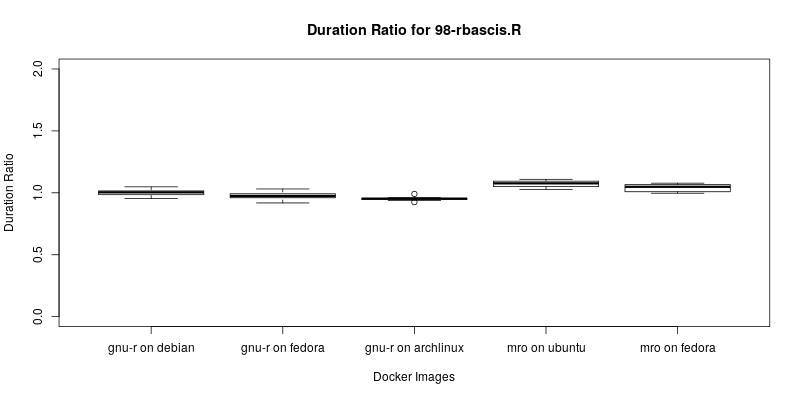 Duration Ratio for 98-rbascis.R
Duration Ratio
2.0
1.5
1.0
0.5
0.0
gnu-r on debian gnu-r on fedora gnu-r on archlinux mro on ubuntu mro on fedora
Docker Images